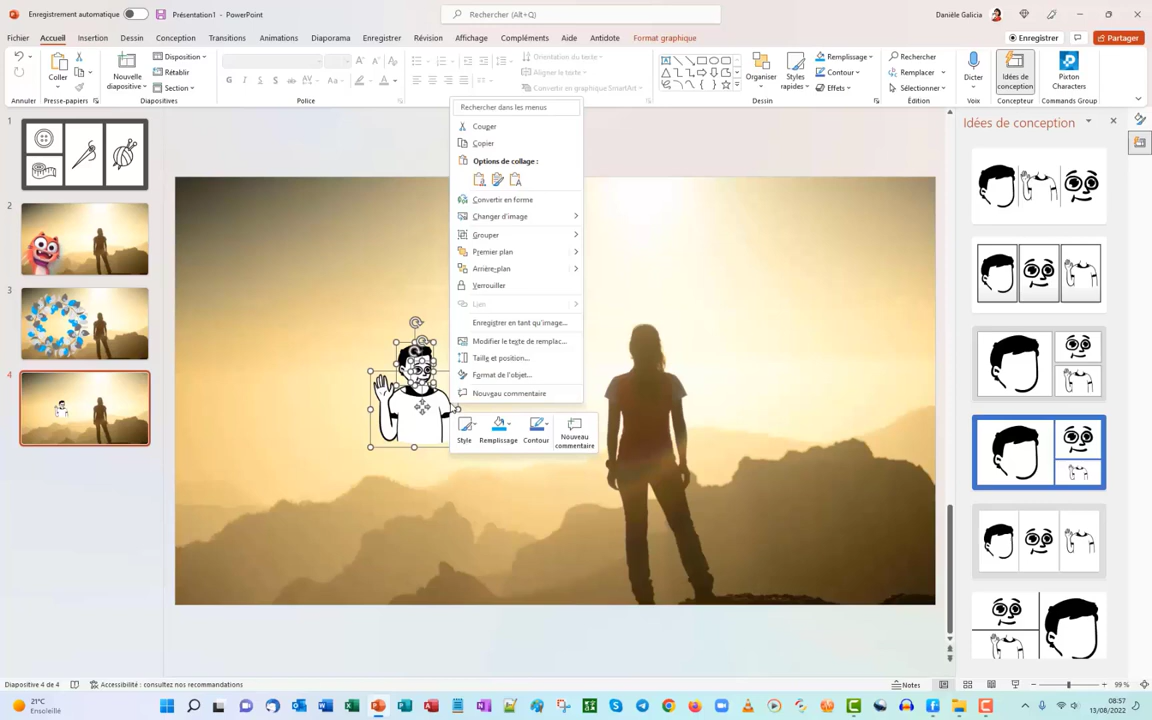 Enregistrement automatique
Présentation1 - PowerPoint
Rechercher (Alt+Q)
Danièle Galicia
Fichier
Accueil
Insertion
Dessin
Conception
Transitions
Animations
Diaporama
Enregistrer
Révision
Affichage
Compléments
Aide
Antidote
Format graphique
Enregistrer
Partager
Coller
Nouvelle
diapositive
Disposition
Rétablir
Section
Orientation du texte
Aligner le texte
Convertir en graphique SmartArt
Organiser
Styles
rapides
Remplissage
Contour
Effets
Rechercher
Remplacer
Sélectionner
Dicter
Idées de
conception
Pixton
Characters
Annuler
Presse-papiers
Diapositives
Police
Dessin
Édition
Voix
Concepteur
Commands Group
1
2
3
4
Rechercher dans les menus
Couper
Copier
Options de collage :
Convertir en forme
Changer d'image
Grouper
Premier plan
Arrière-plan
Verrouiller
Lien
Enregistrer en tant qu'image...
Modifier le texte de remplac...
Taille et position...
Format de l'objet...
Nouveau commentaire
Style
Remplissage
Contour
Nouveau
commentaire
Idées de conception
Diapositive 4 de 4
Accessibilité : consultez nos recommandations
Notes
99 %
21°C
Ensoleillé
08:57
13/08/2022